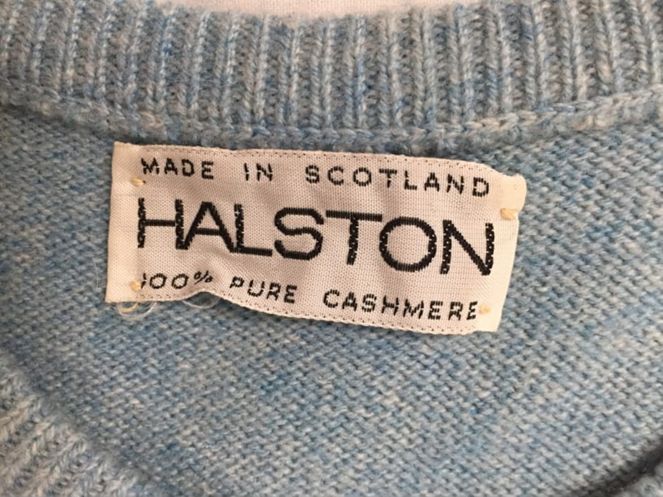 MADE IN SCOTLAND
HALSTON
100% PURE CASHMERE